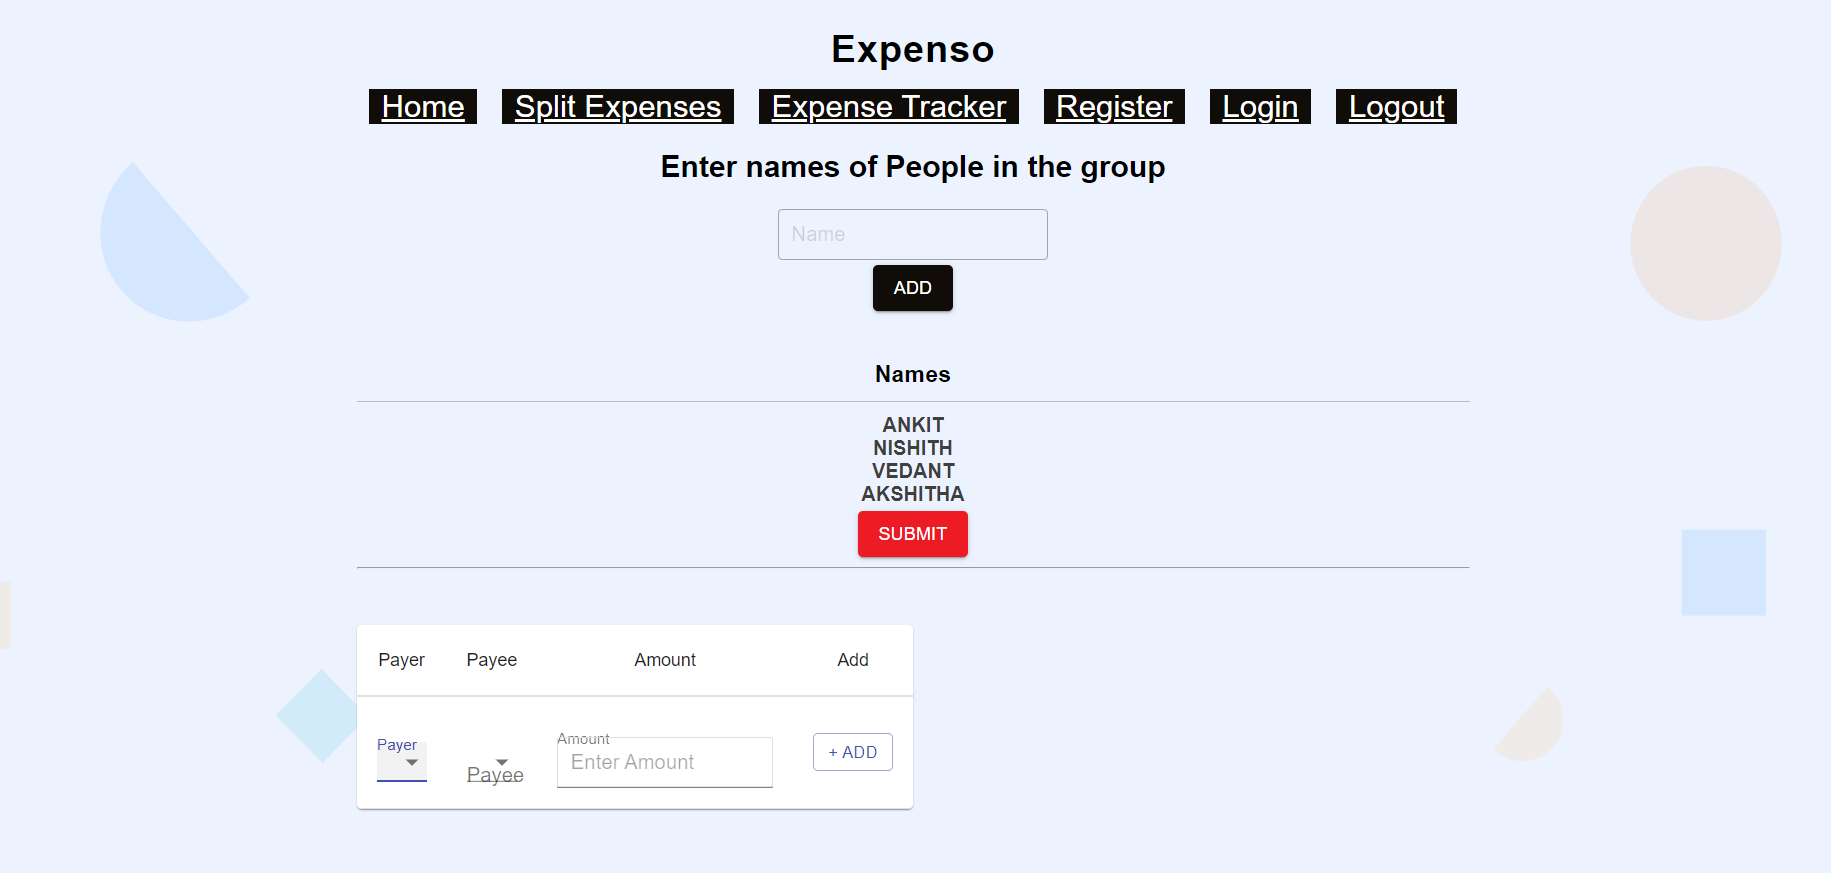 Expenso
Home Split Expenses Expense Tracker Register Login Logout
Enter names of People in the group
Name
ADD
Names
ANKIT
NISHITH
VEDANT
AKSHITHA
SUBMIT
Payer Payee Amount Add
Payer
Payee
Amount
Enter Amount
+ ADD